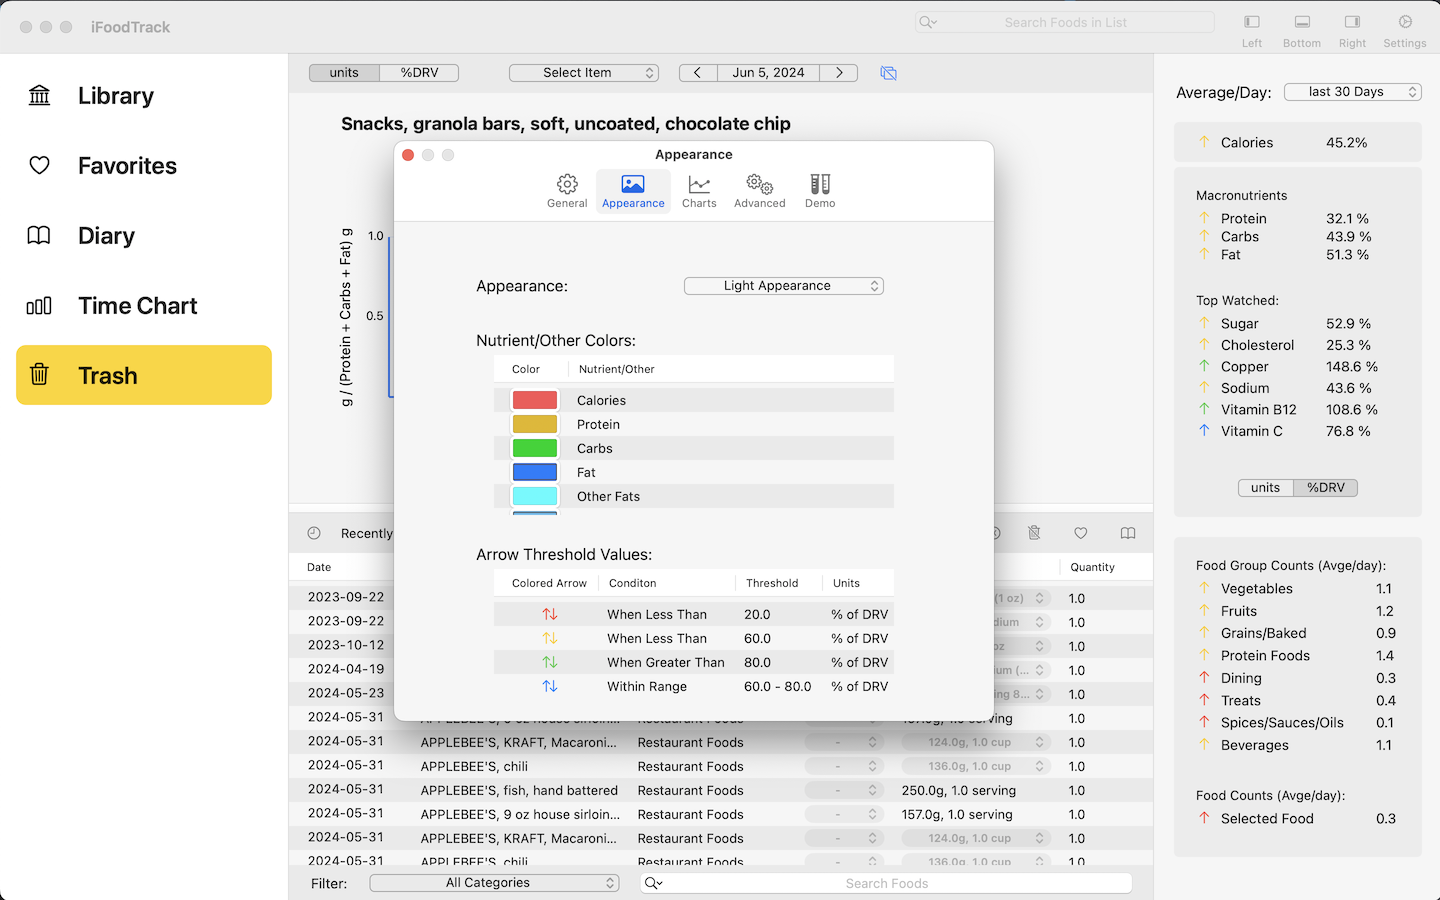 iFoodTrack
Search Foods in List
Left
Bottom
Right
Settings
Library
Favorites
Diary
Time Chart
Trash
units
%DRV
Select Item
Jun 5, 2024
Snacks, granola bars, soft, uncoated, chocolate chip
g / (Protein + Carbs + Fat) g
1.0
0.5
Appearance
General
Appearance
Charts
Advanced
Demo
Appearance:
Light Appearance
Nutrient/Other Colors:
Color
Nutrient/Other
Calories
Protein
Carbs
Fat
Other Fats
Arrow Threshold Values:
Colored Arrow
Conditon
Threshold
Units
When Less Than 20.0 % of DRV
When Less Than 60.0 % of DRV
When Greater Than 80.0 % of DRV
Within Range 60.0 - 80.0 % of DRV
Recently
Date
Quantity
2023-09-22 (1 oz) 1.0
2023-09-22 dium 1.0
2023-10-12 oz 1.0
2024-04-19 um (... 1.0
2024-05-23 ing 8... 1.0
2024-05-31 APPLEBEE'S, 9 oz house sirloin... Restaurant Foods - 157.0g, 1.0 serving 1.0
2024-05-31 APPLEBEE'S, KRAFT, Macaroni... Restaurant Foods - 124.0g, 1.0 cup 1.0
2024-05-31 APPLEBEE'S, chili Restaurant Foods - 136.0g, 1.0 cup 1.0
2024-05-31 APPLEBEE'S, fish, hand battered Restaurant Foods - 250.0g, 1.0 serving 1.0
2024-05-31 APPLEBEE'S, 9 oz house sirloin... Restaurant Foods - 157.0g, 1.0 serving 1.0
2024-05-31 APPLEBEE'S, KRAFT, Macaroni... Restaurant Foods - 124.0g, 1.0 cup 1.0
2024-05-31 APPLEBEE'S, chili Restaurant Foods - 136.0g, 1.0 cup 1.0
Filter:
All Categories
Search Foods
Average/Day:
last 30 Days
Calories 45.2%
Macronutrients
Protein 32.1 %
Carbs 43.9 %
Fat 51.3 %
Top Watched:
Sugar 52.9 %
Cholesterol 25.3 %
Copper 148.6 %
Sodium 43.6 %
Vitamin B12 108.6 %
Vitamin C 76.8 %
units
%DRV
Food Group Counts (Avge/day):
Vegetables 1.1
Fruits 1.2
Grains/Baked 0.9
Protein Foods 1.4
Dining 0.3
Treats 0.4
Spices/Sauces/Oils 0.1
Beverages 1.1
Food Counts (Avge/day):
Selected Food 0.3